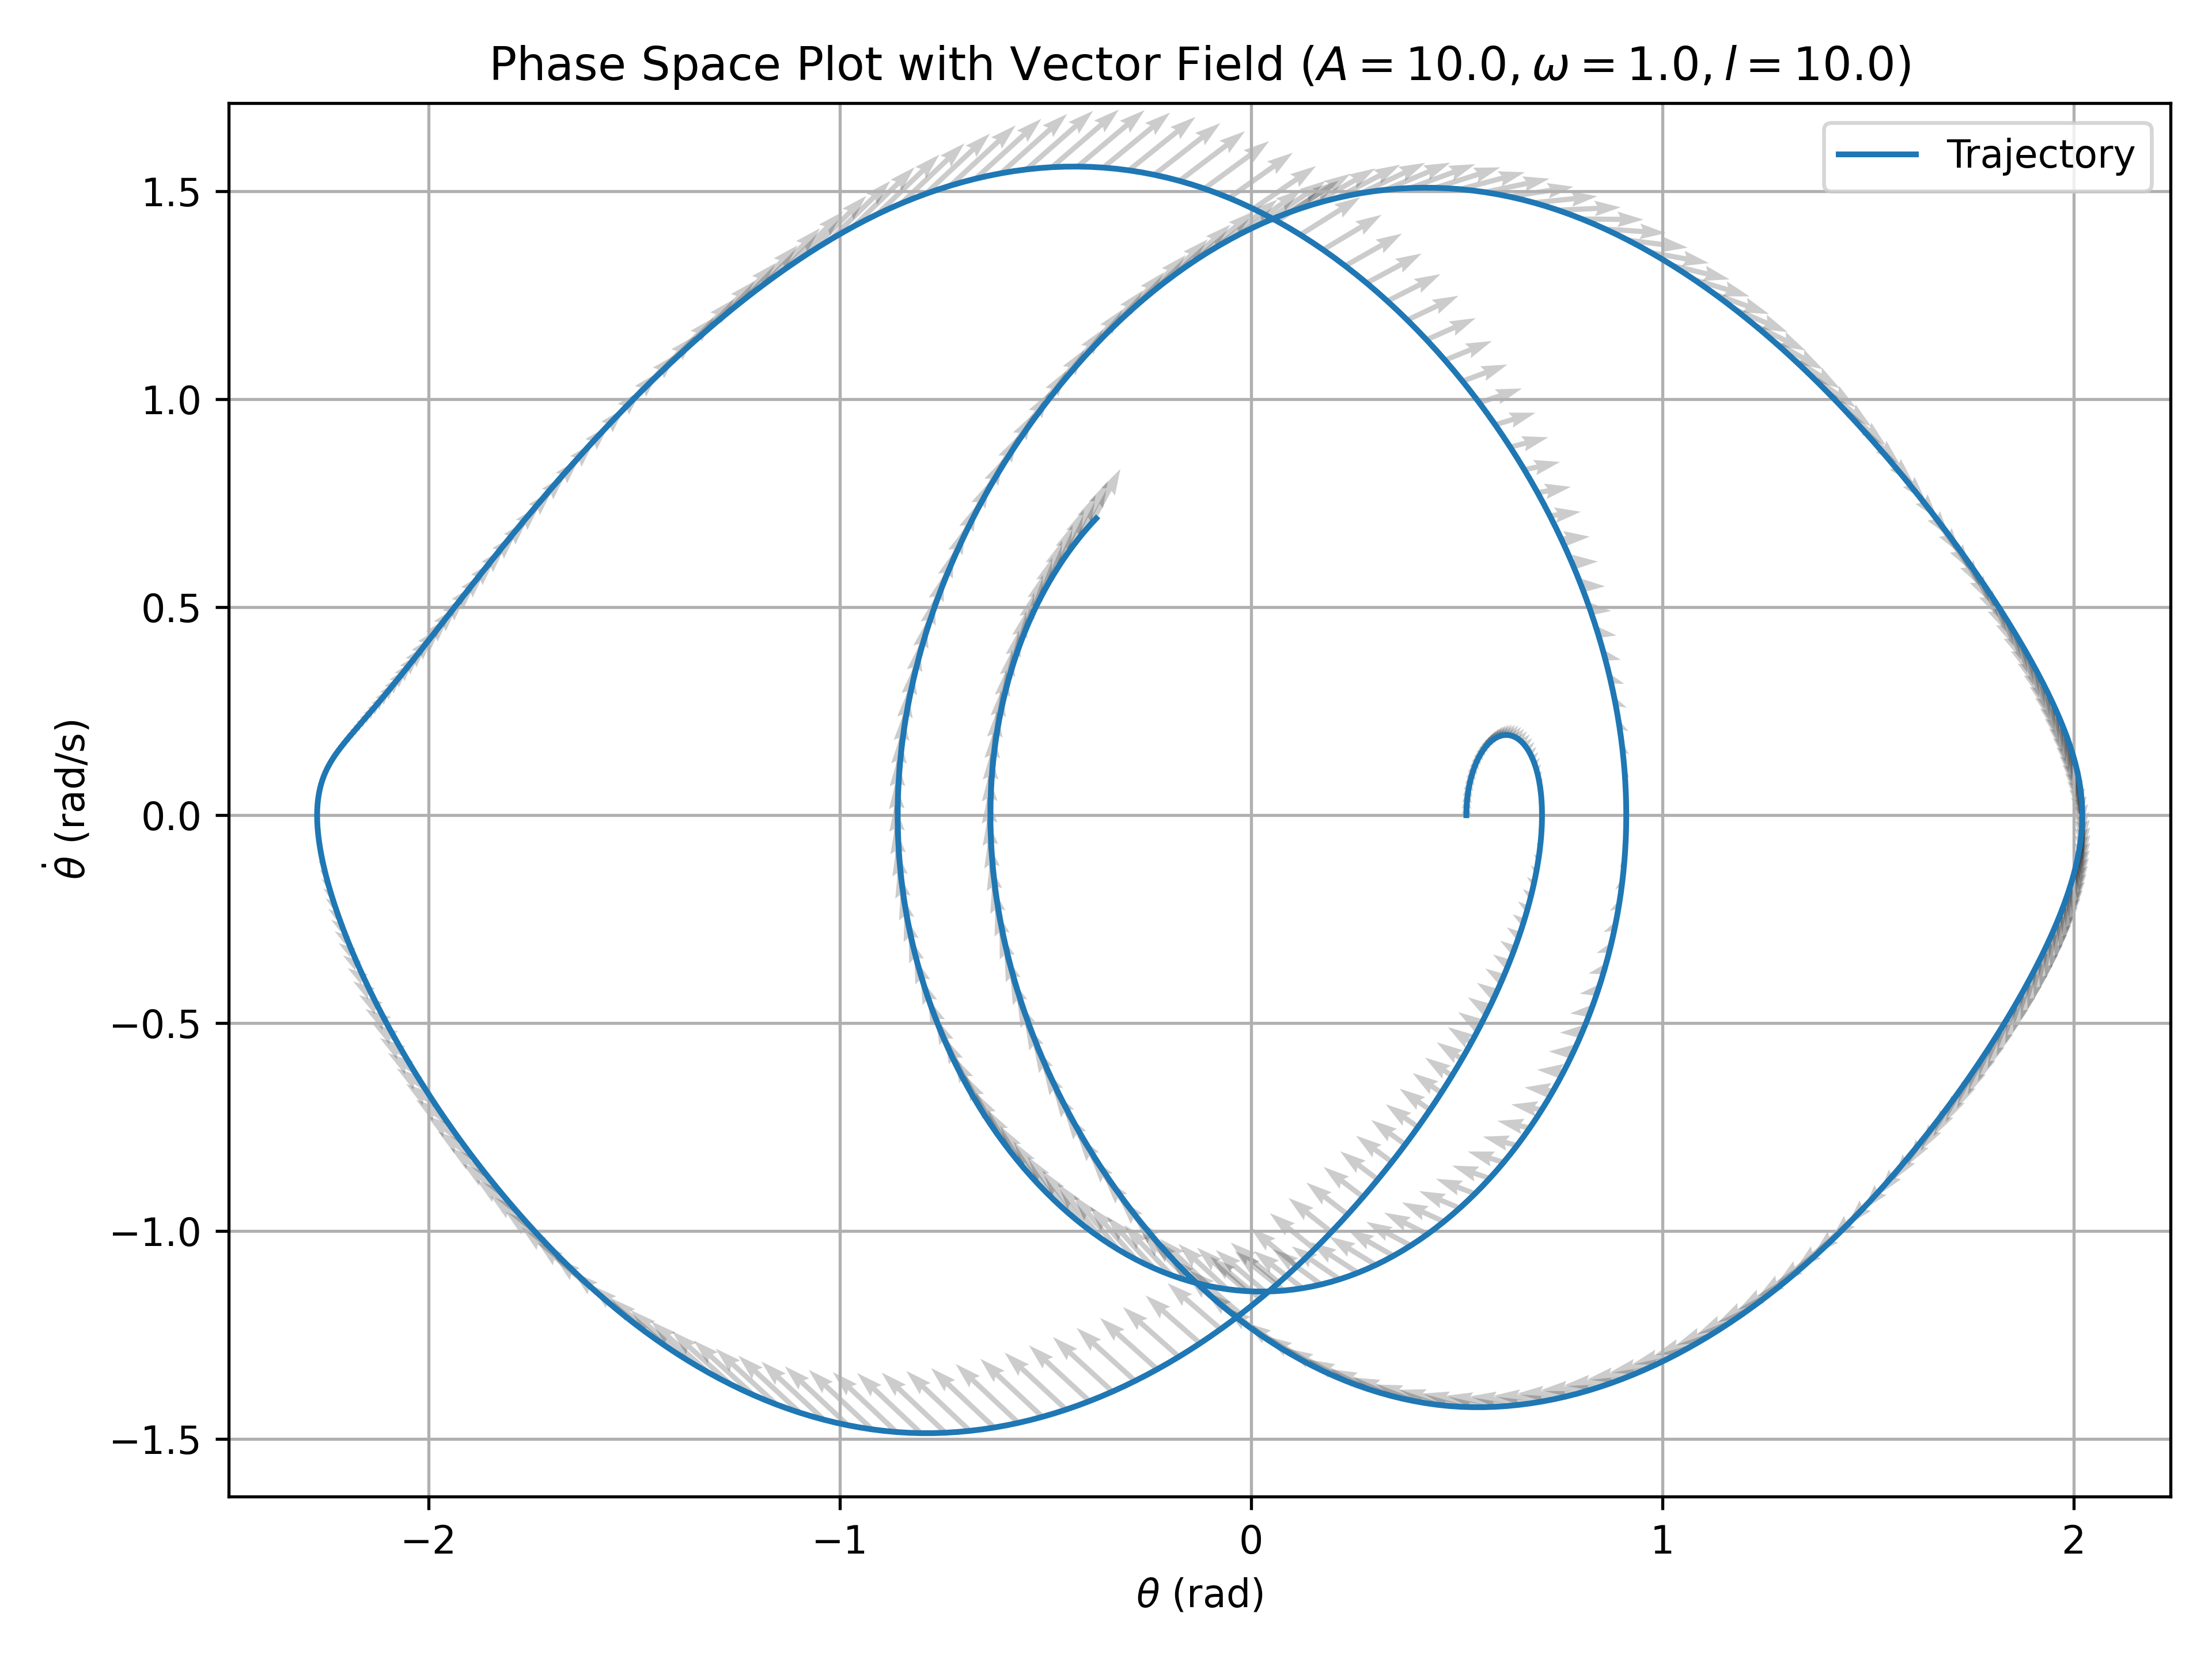 Phase Space Plot with Vector Field (A = 10.0, ω = 1.0, l = 10.0)
Trajectory
1.5
1.0
0.5
0.0
−0.5
−1.0
−1.5
θ̇ (rad/s)
−2 −1 0 1 2
θ (rad)